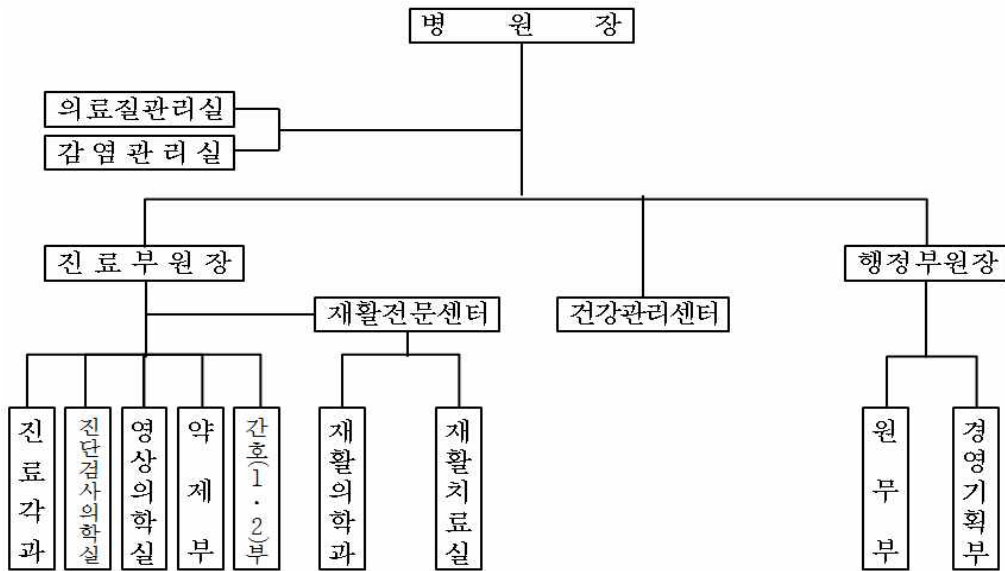 병 원 장
의료질관리실
감염관리실
진료부원장
행정부원장
재활전문센터
건강관리센터
진료각과
진단검사의학실
영상의학실
약제부
간호(1·2)부
재활의학과
재활치료실
원무부
경영기획부